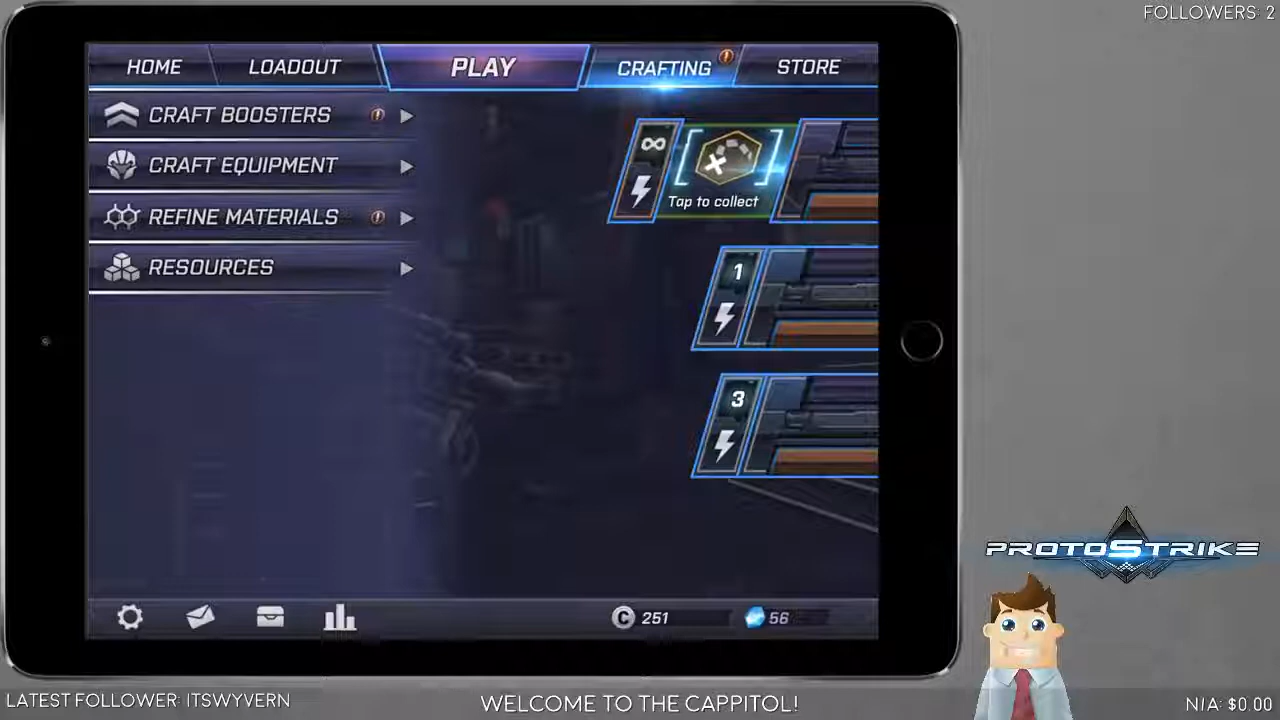 FOLLOWERS: 2
HOME
LOADOUT
PLAY
CRAFTING
STORE
CRAFT BOOSTERS
CRAFT EQUIPMENT
REFINE MATERIALS
RESOURCES
∞
Tap to collect
1
3
C 251
56
PROTOSTRIKE
LATEST FOLLOWER: ITSWYVERN
WELCOME TO THE CAPPITOL!
N/A: $0.00